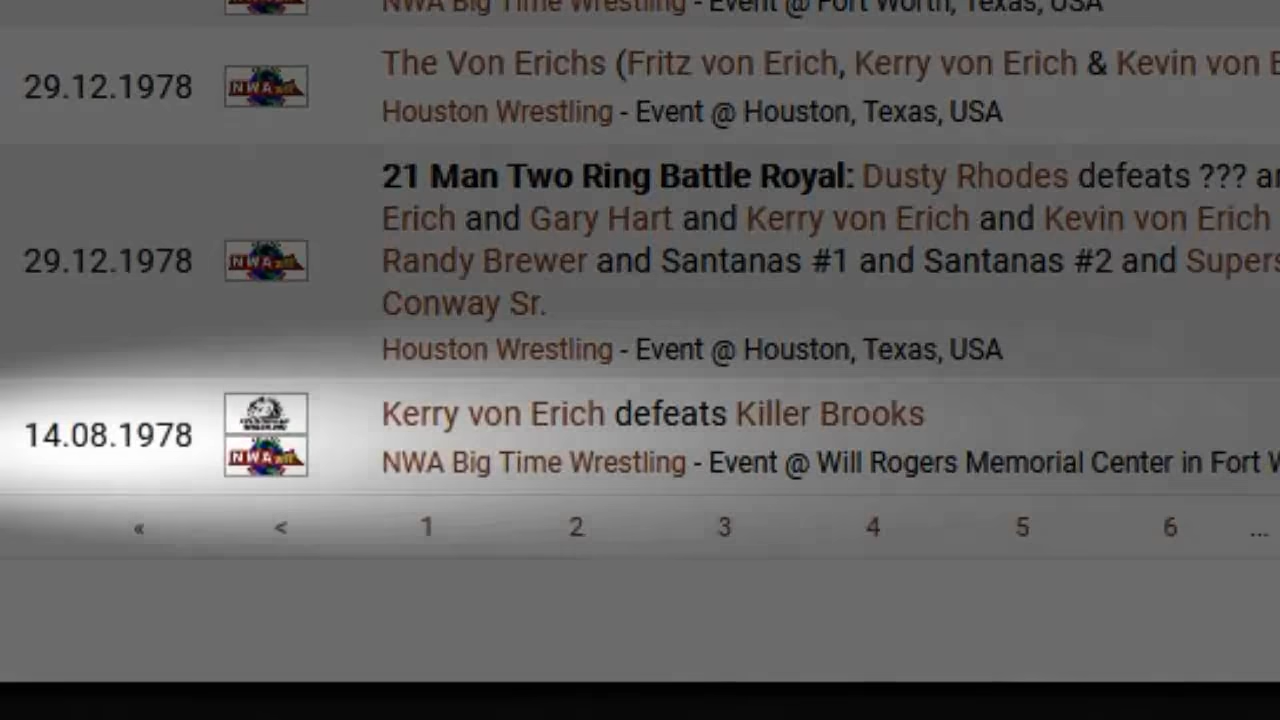 NWA Big Time Wrestling - Event @ Fort Worth, Texas, USA
29.12.1978
The Von Erichs (Fritz von Erich, Kerry von Erich & Kevin von E
Houston Wrestling - Event @ Houston, Texas, USA
21 Man Two Ring Battle Royal: Dusty Rhodes defeats ??? an
Erich and Gary Hart and Kerry von Erich and Kevin von Erich
29.12.1978
Randy Brewer and Santanas #1 and Santanas #2 and Supers
Conway Sr.
Houston Wrestling - Event @ Houston, Texas, USA
14.08.1978
Kerry von Erich defeats Killer Brooks
NWA Big Time Wrestling - Event @ Will Rogers Memorial Center in Fort W
« < 1 2 3 4 5 6 ...